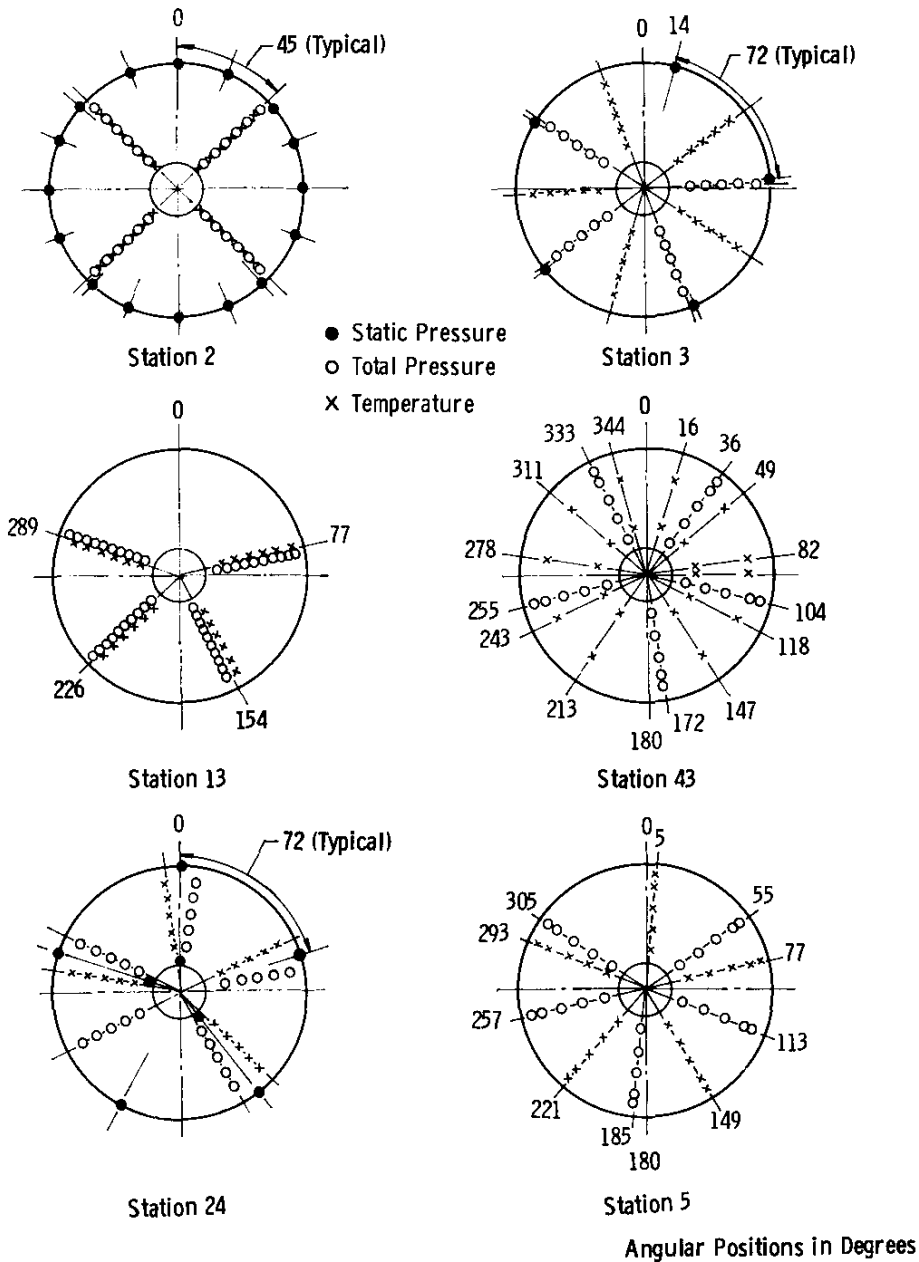 0
45 (Typical)
Station 2
0
14
72 (Typical)
Station 3
Static Pressure
Total Pressure
Temperature
0
289
77
226
154
Station 13
0
333
344
16
36
311
49
278
82
255
104
243
118
213
147
172
180
Station 43
0
72 (Typical)
Station 24
0
5
305
55
293
77
257
113
221
149
185
180
Station 5
Angular Positions in Degrees